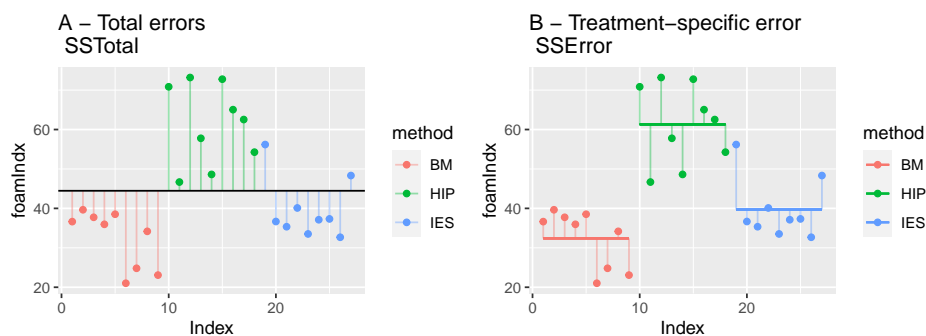 A − Total errors
SSTotal
foamIndx
60
40
20
0
10
20
Index
method
BM
HIP
IES
B − Treatment−specific error
SSError
foamIndx
60
40
20
0
10
20
Index
method
BM
HIP
IES